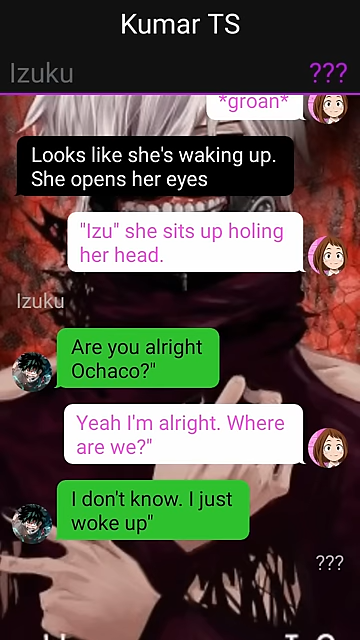 Kumar TS
Izuku ???
*groan*
Looks like she's waking up.
She opens her eyes
"Izu" she sits up holing
her head.
Izuku
Are you alright
Ochaco?"
Yeah I'm alright. Where
are we?"
I don't know. I just
woke up"
???